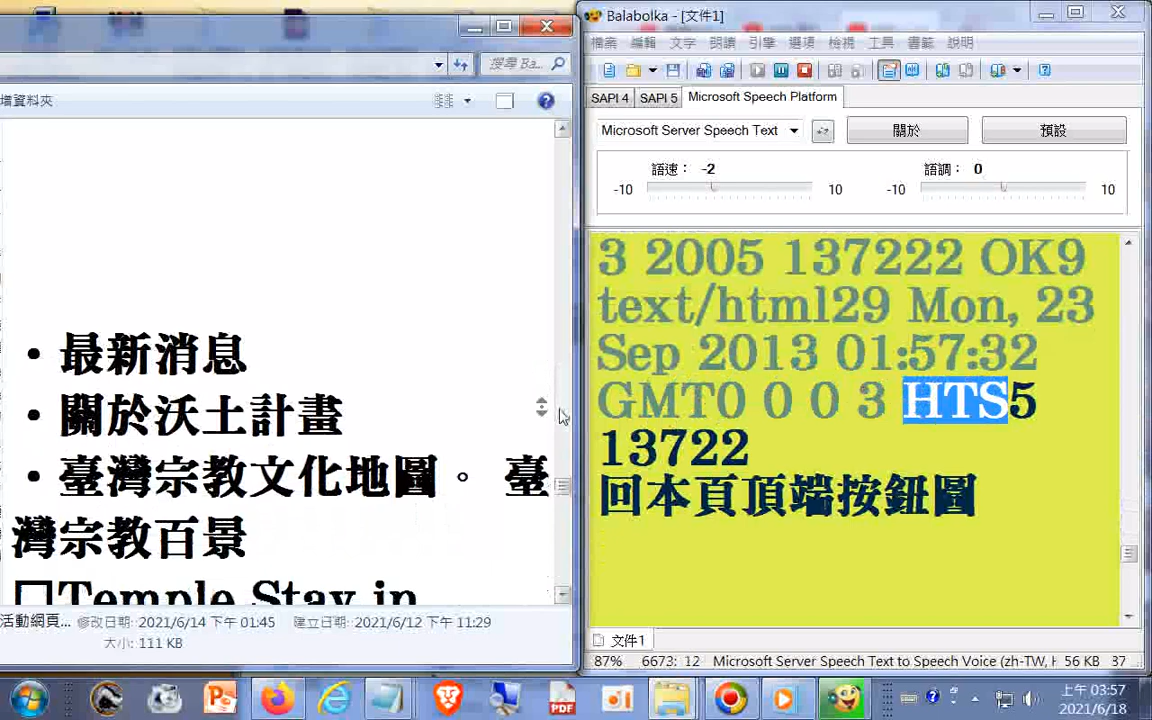 搜尋 Ba...
增資料夾
• 最新消息
• 關於沃土計畫
• 臺灣宗教文化地圖。 臺
灣宗教百景
□Temple Stay in
活動網頁... 修改日期: 2021/6/14 下午 01:45 建立日期: 2021/6/12 下午 11:29
大小: 111 KB
Balabolka - [文件1]
檔案 編輯 文字 朗讀 引擎 選項 檢視 工具 書籤 說明
SAPI 4 SAPI 5 Microsoft Speech Platform
Microsoft Server Speech Text 關於 預設
語速: -2 語調: 0
-10 10 -10 10
3 2005 137222 OK9
text/html29 Mon, 23
Sep 2013 01:57:32
GMT0 0 0 3 HTS5
13722
回本頁頂端按鈕圖
文件1
87% 6673: 12 Microsoft Server Speech Text to Speech Voice (zh-TW, H 56 KB 37
上午 03:57
2021/6/18